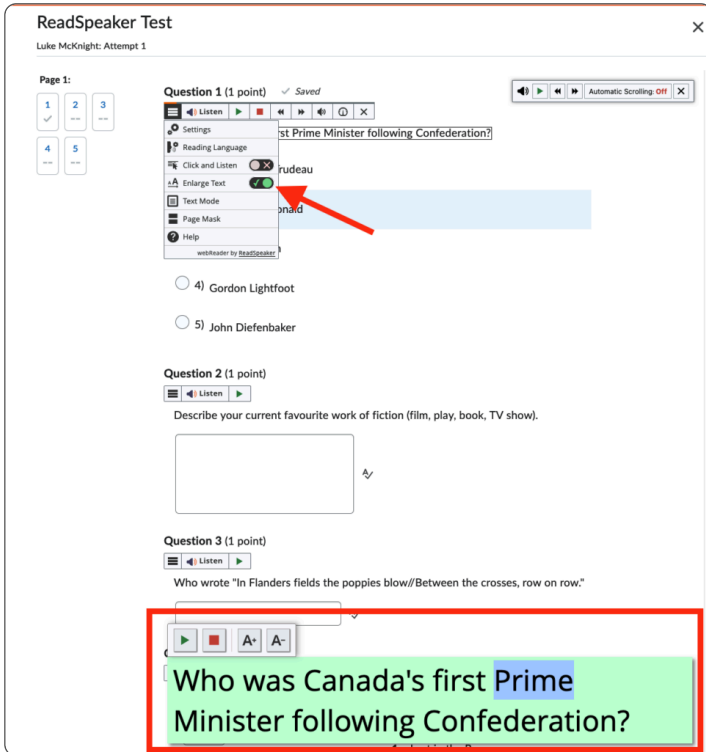 ReadSpeaker Test
Luke McKnight: Attempt 1
Page 1:
1 2 3
4 5
Question 1 (1 point) Saved
Listen
Automatic Scrolling: Off
Settings
Reading Language
Click and Listen
Enlarge Text
Text Mode
Page Mask
Help
webReader by ReadSpeaker
rst Prime Minister following Confederation?
rudeau
onald
4) Gordon Lightfoot
5) John Diefenbaker
Question 2 (1 point)
Listen
Describe your current favourite work of fiction (film, play, book, TV show).
Question 3 (1 point)
Listen
Who wrote "In Flanders fields the poppies blow//Between the crosses, row on row."
A+ A-
Who was Canada's first Prime
Minister following Confederation?